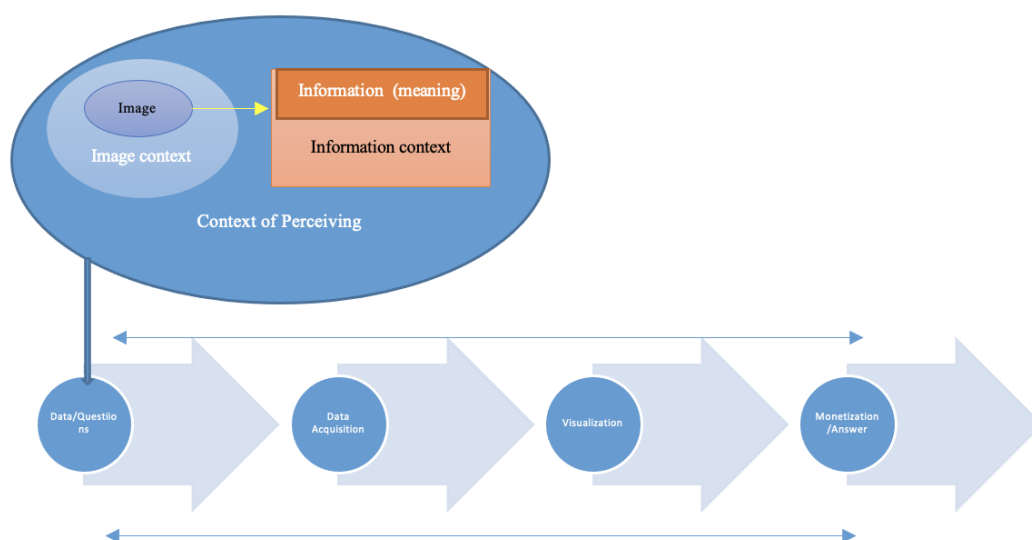 Information (meaning)
Image
Information context
Image context
Context of Perceiving
Data/Questiio
ns
Data
Acquisition
Visualization
Monetization
/Answer